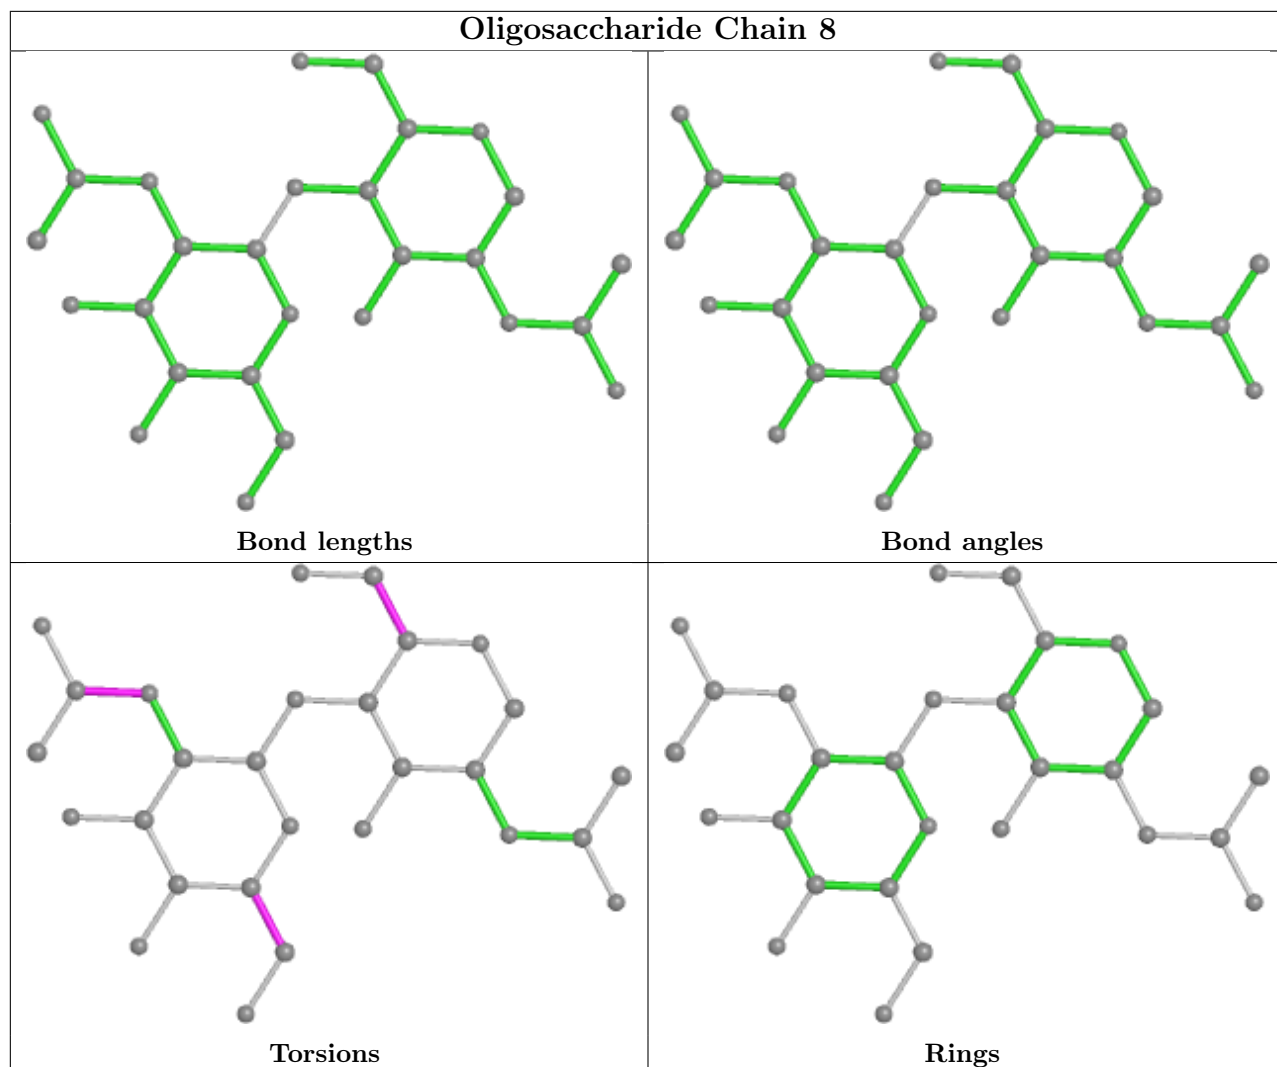 Oligosaccharide Chain 8
Bond lengths
Bond angles
Torsions
Rings